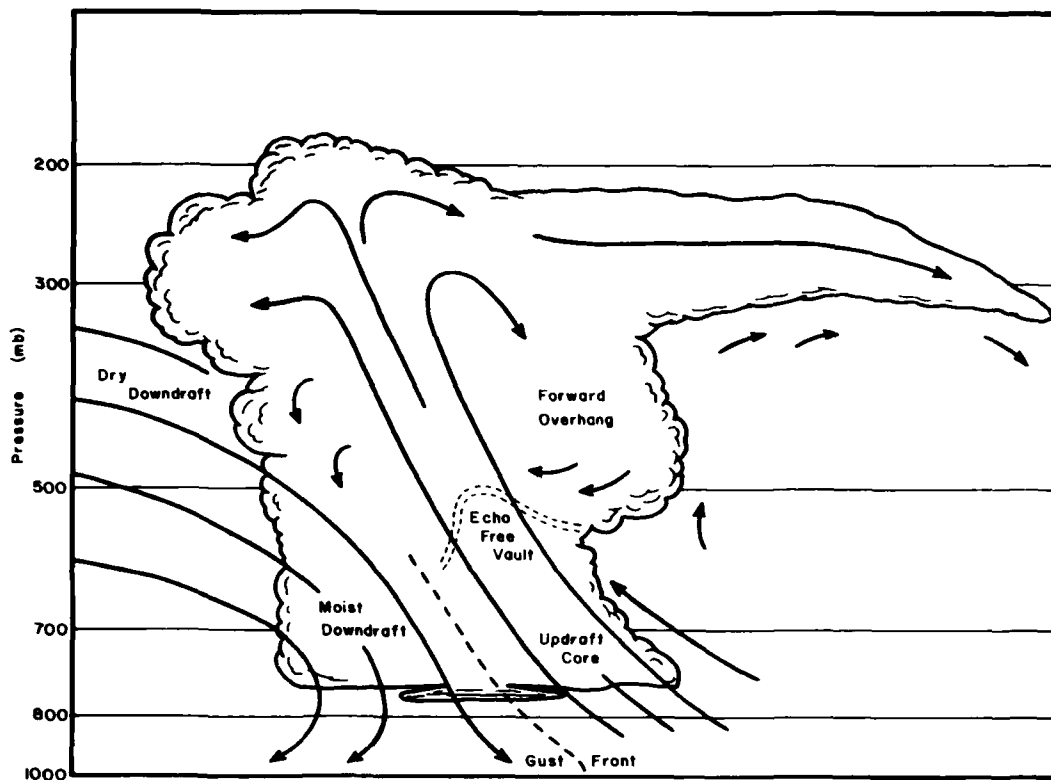 200
300
500
700
800
1000
Pressure (mb)
Dry
Downdraft
Forward
Overhang
Echo
Free
Vault
Moist
Downdraft
Updraft
Core
Gust Front